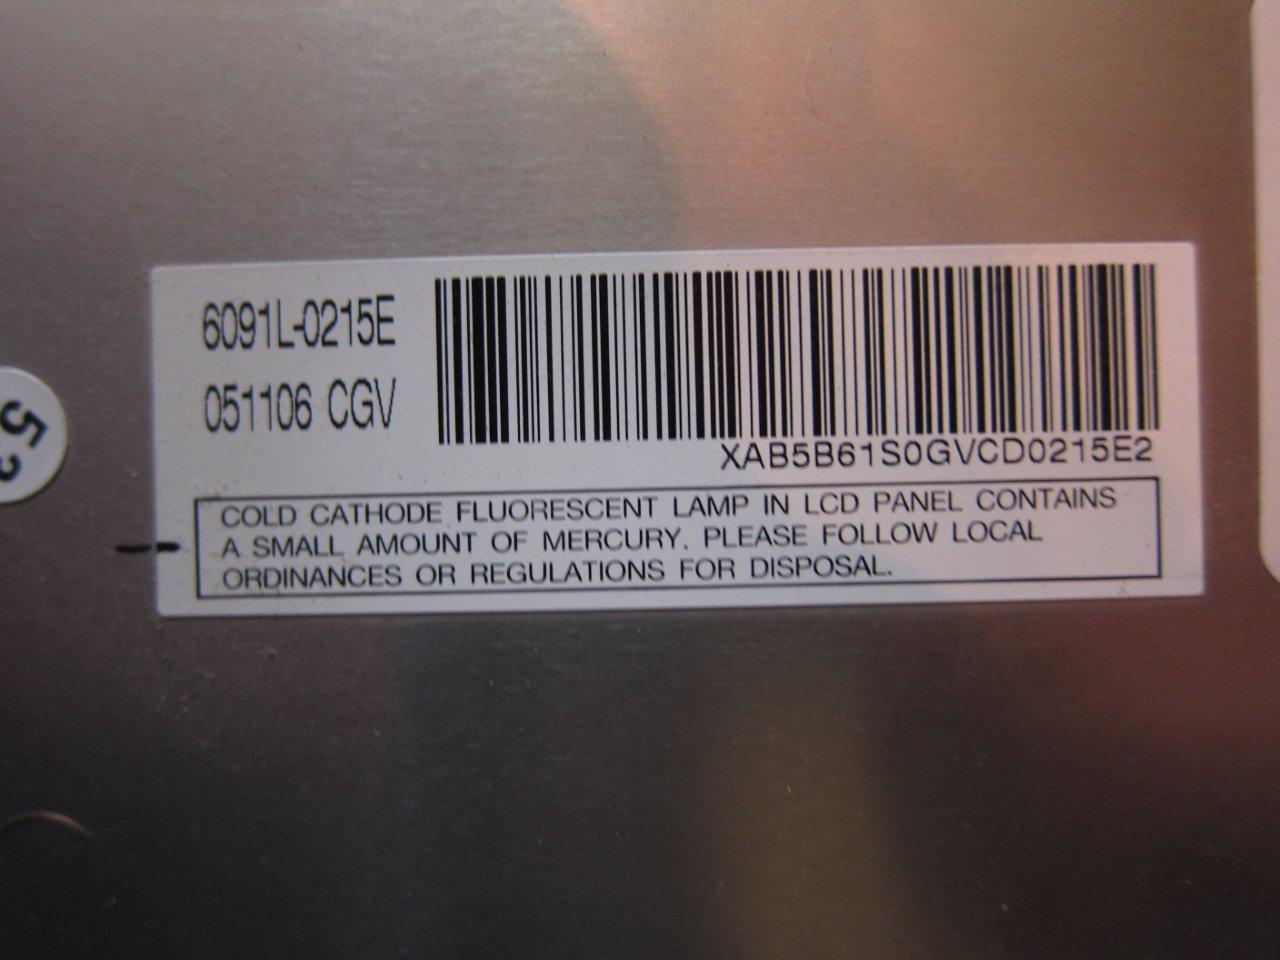 6091L-0215E
051106 CGV
XAB5B61S0GVCD0215E2
COLD CATHODE FLUORESCENT LAMP IN LCD PANEL CONTAINS
A SMALL AMOUNT OF MERCURY. PLEASE FOLLOW LOCAL
ORDINANCES OR REGULATIONS FOR DISPOSAL.